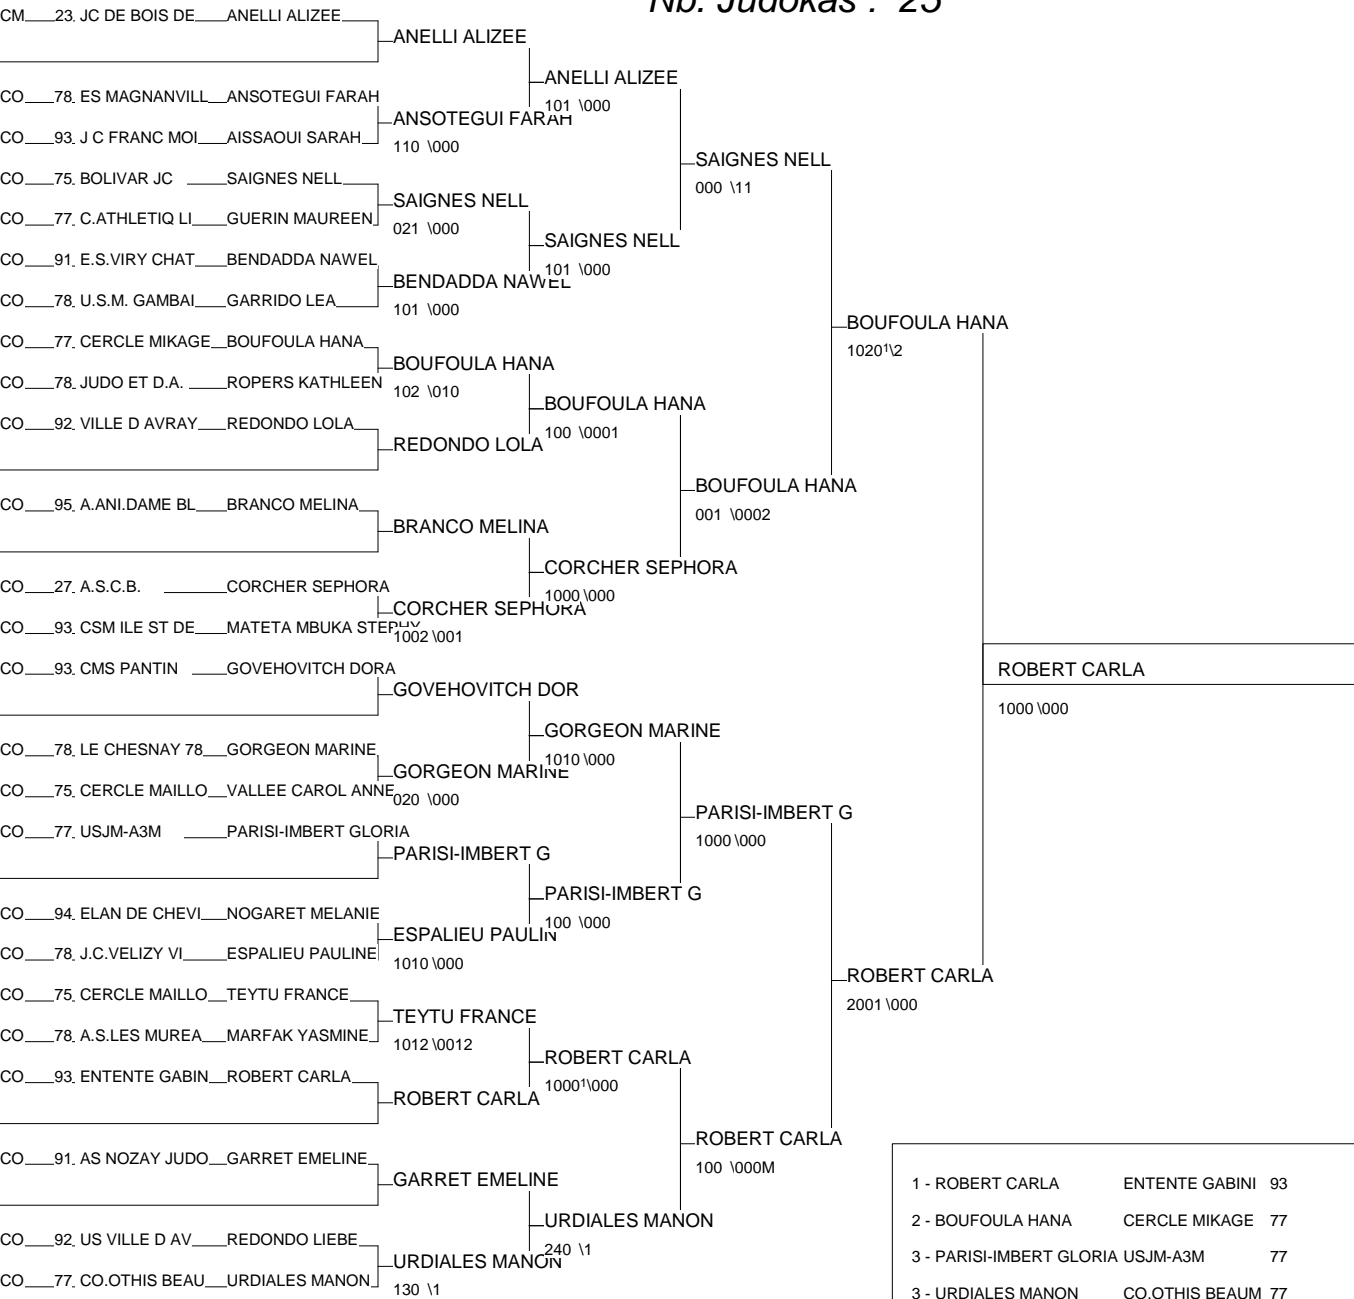 Nb. Judokas : 25
CM 23 JC DE BOIS DE ANELLI ALIZEE
ANELLI ALIZEE
ANELLI ALIZEE
CO 78 ES MAGNANVILL ANSOTEGUI FARAH
101 \000
ANSOTEGUI FARAH
CO 93 J C FRANC MOI AISSAOUI SARAH
110 \000
SAIGNES NELL
CO 75 BOLIVAR JC SAIGNES NELL
000 \11
SAIGNES NELL
CO 77 C.ATHLETIQ LI GUERIN MAUREEN
021 \000
SAIGNES NELL
CO 91 E.S.VIRY CHAT BENDADDA NAWEL
101 \000
BENDADDA NAWEL
CO 78 U.S.M. GAMBAI GARRIDO LEA
101 \000
BOUFOULA HANA
CO 77 CERCLE MIKAGE BOUFOULA HANA
1020¹\2
BOUFOULA HANA
CO 78 JUDO ET D.A. ROPERS KATHLEEN
102 \010
BOUFOULA HANA
CO 92 VILLE D AVRAY REDONDO LOLA
100 \0001
REDONDO LOLA
BOUFOULA HANA
CO 95 A.ANI.DAME BL BRANCO MELINA
001 \0002
BRANCO MELINA
CORCHER SEPHORA
CO 27 A.S.C.B. CORCHER SEPHORA
1000 \000
CORCHER SEPHORA
CO 93 CSM ILE ST DE MATETA MBUKA STEPHY
1002 \001
CO 93 CMS PANTIN GOVEHOVITCH DORA
ROBERT CARLA
GOVEHOVITCH DOR
1000 \000
GORGEON MARINE
CO 78 LE CHESNAY 78 GORGEON MARINE
1010 \000
GORGEON MARINE
CO 75 CERCLE MAILLO VALLEE CAROL ANNE
020 \000
PARISI-IMBERT G
CO 77 USJM-A3M PARISI-IMBERT GLORIA
1000 \000
PARISI-IMBERT G
PARISI-IMBERT G
CO 94 ELAN DE CHEVI NOGARET MELANIE
100 \000
ESPALIEU PAULIN
CO 78 J.C.VELIZY VI ESPALIEU PAULINE
1010 \000
ROBERT CARLA
CO 75 CERCLE MAILLO TEYTU FRANCE
2001 \000
TEYTU FRANCE
CO 78 A.S.LES MUREA MARFAK YASMINE
1012 \0012
ROBERT CARLA
CO 93 ENTENTE GABIN ROBERT CARLA
1000¹\000
ROBERT CARLA
ROBERT CARLA
CO 91 AS NOZAY JUDO GARRET EMELINE
100 \000M
GARRET EMELINE
1 - ROBERT CARLA ENTENTE GABINI 93
URDIALES MANON
2 - BOUFOULA HANA CERCLE MIKAGE 77
CO 92 US VILLE D AV REDONDO LIEBE
240 \1
URDIALES MANON
3 - PARISI-IMBERT GLORIA USJM-A3M 77
CO 77 CO.OTHIS BEAU URDIALES MANON
130 \1
3 - URDIALES MANON CO.OTHIS BEAUM 77